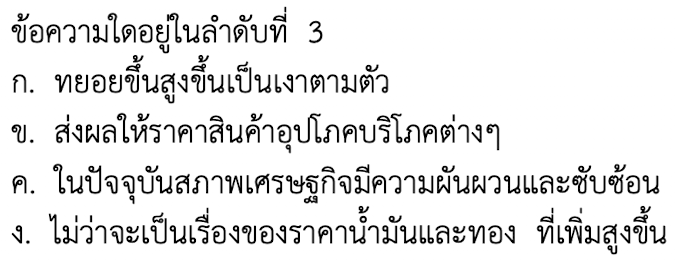 ข้อความใดอยู่ในลำดับที่ 3
ก. ทยอยขึ้นสูงขึ้นเป็นเงาตามตัว
ข. ส่งผลให้ราคาสินค้าอุปโภคบริโภคต่างๆ
ค. ในปัจจุบันสภาพเศรษฐกิจมีความผันผวนและซับซ้อน
ง. ไม่ว่าจะเป็นเรื่องของราคาน้ำมันและทอง ที่เพิ่มสูงขึ้น